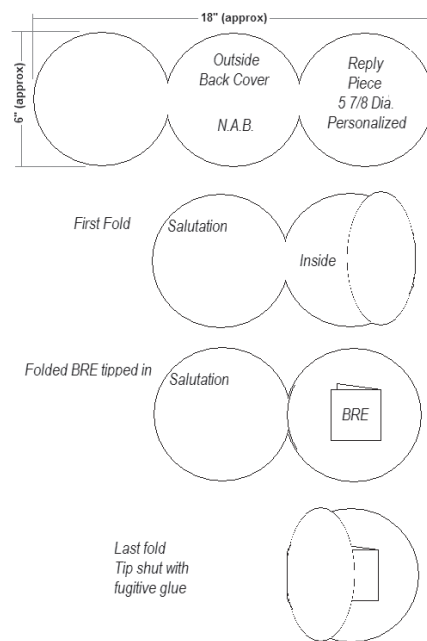 18" (approx)
6" (approx)
Outside
Back Cover
N.A.B.
Reply
Piece
5 7/8 Dia.
Personalized
First Fold
Salutation
Inside
Folded BRE tipped in
Salutation
BRE
Last fold
Tip shut with
fugitive glue